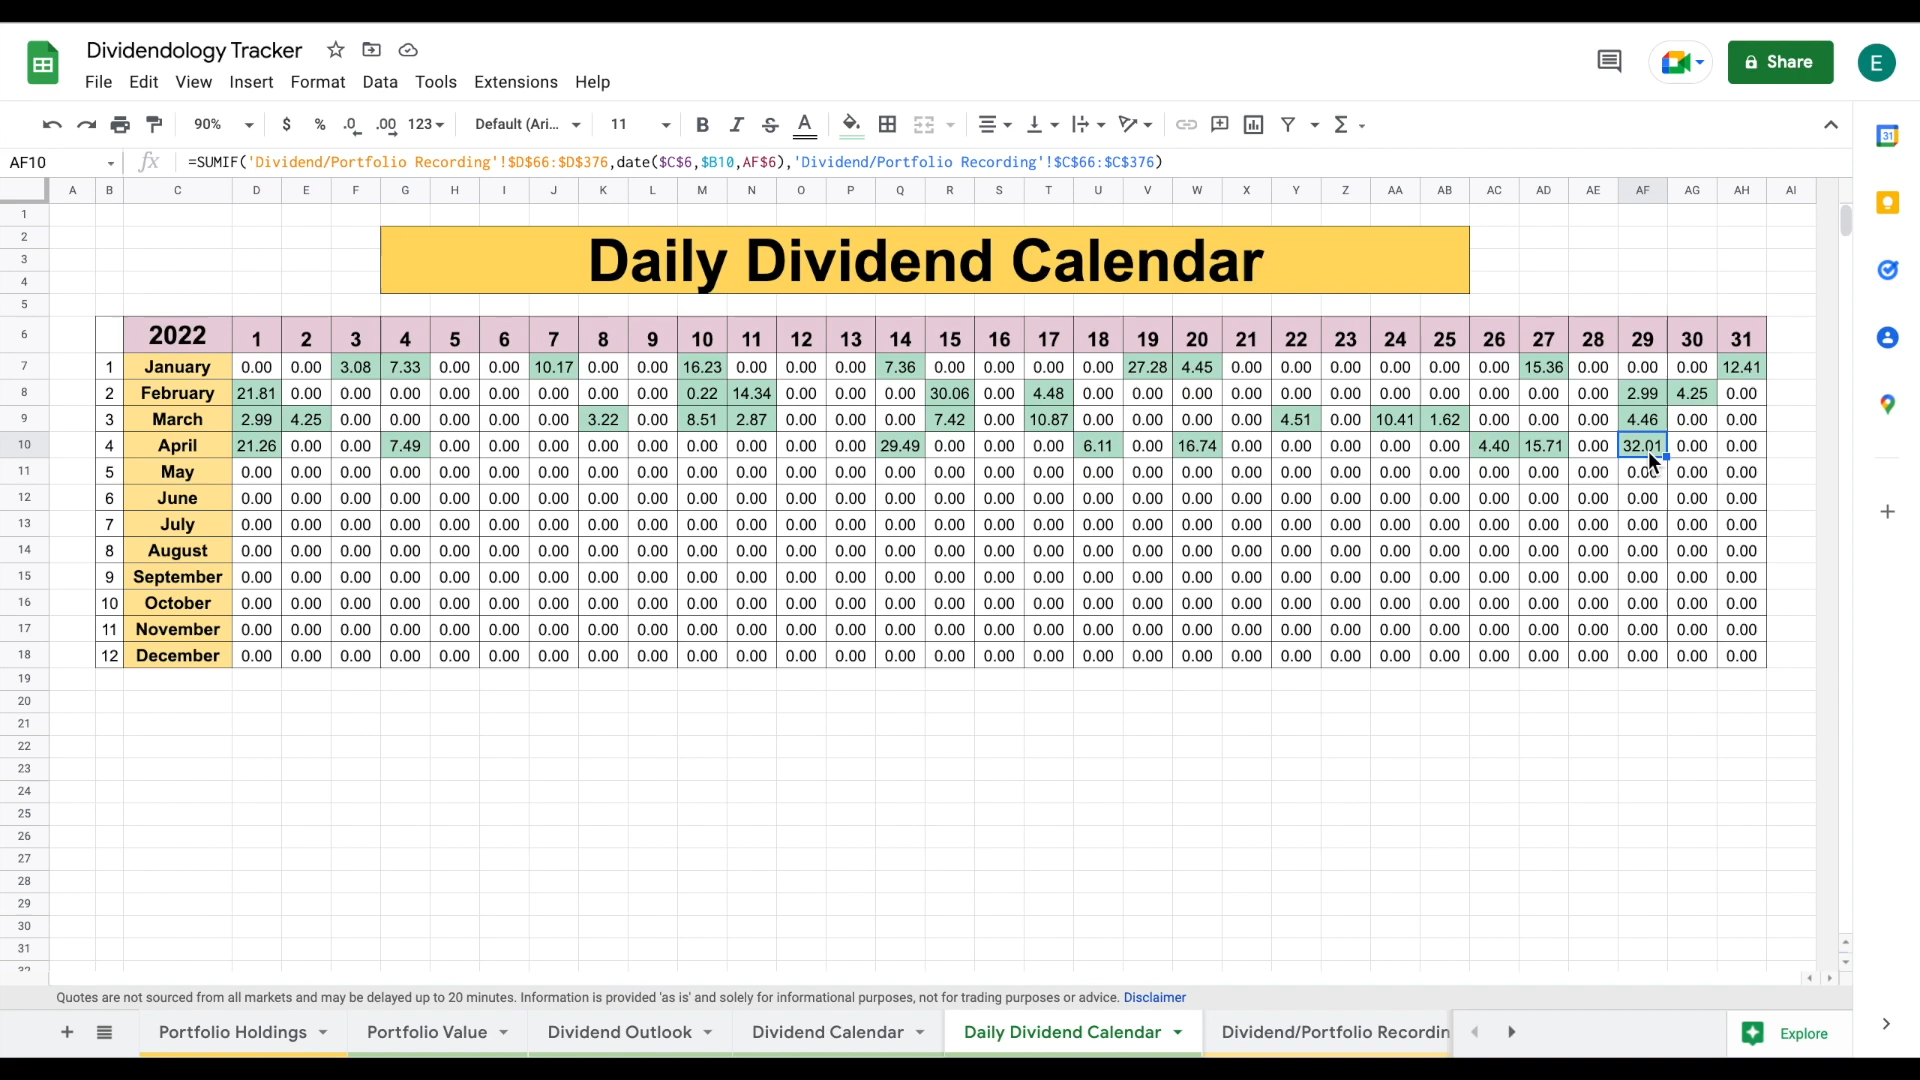 Dividendology Tracker
File Edit View Insert Format Data Tools Extensions Help
Share
E
90% $ % .0 .00 123 Default (Ari... 11 B I S A
31
AF10 fx =SUMIF('Dividend/Portfolio Recording'!$D$66:$D$376,date($C$6,$B10,AF$6),'Dividend/Portfolio Recording'!$C$66:$C$376)
A B C D E F G H I J K L M N O P Q R S T U V W X Y Z AA AB AC AD AE AF AG AH AI
1
2
3
4
Daily Dividend Calendar
5
6 2022 1 2 3 4 5 6 7 8 9 10 11 12 13 14 15 16 17 18 19 20 21 22 23 24 25 26 27 28 29 30 31
7 1 January 0.00 0.00 3.08 7.33 0.00 0.00 10.17 0.00 0.00 16.23 0.00 0.00 0.00 7.36 0.00 0.00 0.00 0.00 27.28 4.45 0.00 0.00 0.00 0.00 0.00 0.00 15.36 0.00 0.00 0.00 12.41
8 2 February 21.81 0.00 0.00 0.00 0.00 0.00 0.00 0.00 0.00 0.22 14.34 0.00 0.00 0.00 30.06 0.00 4.48 0.00 0.00 0.00 0.00 0.00 0.00 0.00 0.00 0.00 0.00 0.00 2.99 4.25 0.00
9 3 March 2.99 4.25 0.00 0.00 0.00 0.00 0.00 3.22 0.00 8.51 2.87 0.00 0.00 0.00 7.42 0.00 10.87 0.00 0.00 0.00 0.00 4.51 0.00 10.41 1.62 0.00 0.00 0.00 4.46 0.00 0.00
10 4 April 21.26 0.00 0.00 7.49 0.00 0.00 0.00 0.00 0.00 0.00 0.00 0.00 0.00 29.49 0.00 0.00 0.00 6.11 0.00 16.74 0.00 0.00 0.00 0.00 0.00 4.40 15.71 0.00 32.01 0.00 0.00
11 5 May 0.00 0.00 0.00 0.00 0.00 0.00 0.00 0.00 0.00 0.00 0.00 0.00 0.00 0.00 0.00 0.00 0.00 0.00 0.00 0.00 0.00 0.00 0.00 0.00 0.00 0.00 0.00 0.00 0.00 0.00 0.00
12 6 June 0.00 0.00 0.00 0.00 0.00 0.00 0.00 0.00 0.00 0.00 0.00 0.00 0.00 0.00 0.00 0.00 0.00 0.00 0.00 0.00 0.00 0.00 0.00 0.00 0.00 0.00 0.00 0.00 0.00 0.00 0.00
13 7 July 0.00 0.00 0.00 0.00 0.00 0.00 0.00 0.00 0.00 0.00 0.00 0.00 0.00 0.00 0.00 0.00 0.00 0.00 0.00 0.00 0.00 0.00 0.00 0.00 0.00 0.00 0.00 0.00 0.00 0.00 0.00
14 8 August 0.00 0.00 0.00 0.00 0.00 0.00 0.00 0.00 0.00 0.00 0.00 0.00 0.00 0.00 0.00 0.00 0.00 0.00 0.00 0.00 0.00 0.00 0.00 0.00 0.00 0.00 0.00 0.00 0.00 0.00 0.00
15 9 September 0.00 0.00 0.00 0.00 0.00 0.00 0.00 0.00 0.00 0.00 0.00 0.00 0.00 0.00 0.00 0.00 0.00 0.00 0.00 0.00 0.00 0.00 0.00 0.00 0.00 0.00 0.00 0.00 0.00 0.00 0.00
16 10 October 0.00 0.00 0.00 0.00 0.00 0.00 0.00 0.00 0.00 0.00 0.00 0.00 0.00 0.00 0.00 0.00 0.00 0.00 0.00 0.00 0.00 0.00 0.00 0.00 0.00 0.00 0.00 0.00 0.00 0.00 0.00
17 11 November 0.00 0.00 0.00 0.00 0.00 0.00 0.00 0.00 0.00 0.00 0.00 0.00 0.00 0.00 0.00 0.00 0.00 0.00 0.00 0.00 0.00 0.00 0.00 0.00 0.00 0.00 0.00 0.00 0.00 0.00 0.00
18 12 December 0.00 0.00 0.00 0.00 0.00 0.00 0.00 0.00 0.00 0.00 0.00 0.00 0.00 0.00 0.00 0.00 0.00 0.00 0.00 0.00 0.00 0.00 0.00 0.00 0.00 0.00 0.00 0.00 0.00 0.00 0.00
19
20
21
22
23
24
25
26
27
28
29
30
31
32
Quotes are not sourced from all markets and may be delayed up to 20 minutes. Information is provided 'as is' and solely for informational purposes, not for trading purposes or advice. Disclaimer
Portfolio Holdings Portfolio Value Dividend Outlook Dividend Calendar Daily Dividend Calendar Dividend/Portfolio Recordin Explore